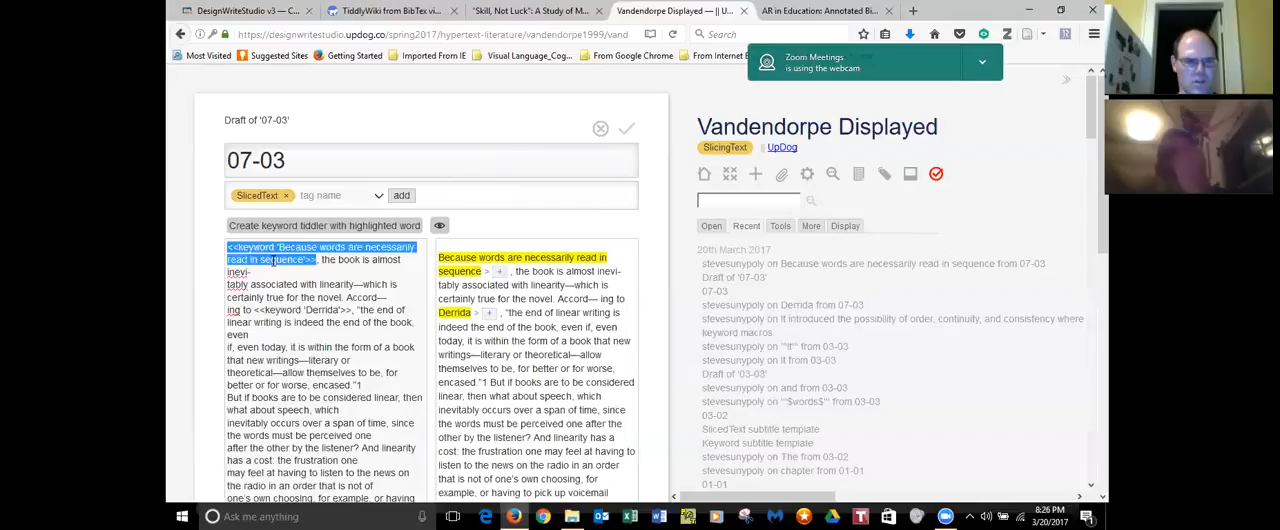 DesignWriteStudio v3 — C...
TiddlyWiki from BibTex vi...
"Skill, Not Luck": A Study of M...
Vandendorpe Displayed — || U...
AR in Education: Annotated Bi...
https://designwritestudio.updog.co/spring2017/hypertext-literature/vandendorpe1999/vand
Search
Most Visited
Suggested Sites
Getting Started
Imported From IE
Visual Language_Cog...
From Google Chrome
From Internet E
Zoom Meetings
is using the webcam
Draft of '07-03'
07-03
SlicedText ×
tag name
add
Create keyword tiddler with highlighted word
<<keyword 'Because words are necessarily
read in sequence'>>, the book is almost
inevi-
tably associated with linearity—which is
certainly true for the novel. Accord—
ing to <<keyword 'Derrida'>>, "the end of
linear writing is indeed the end of the book,
even
if, even today, it is within the form of a book
that new writings—literary or
theoretical—allow themselves to be, for
better or for worse, encased."1
But if books are to be considered linear, then
what about speech, which
inevitably occurs over a span of time, since
the words must be perceived one
after the other by the listener? And linearity
has a cost: the frustration one
may feel at having to listen to the news on
the radio in an order that is not of
one's own choosing, for example, or having
Because words are necessarily read in
sequence > + , the book is almost inevi-
tably associated with linearity—which is
certainly true for the novel. Accord— ing to
Derrida > + , "the end of linear writing is
indeed the end of the book, even if, even
today, it is within the form of a book that new
writings—literary or theoretical—allow
themselves to be, for better or for worse,
encased."1 But if books are to be considered
linear, then what about speech, which
inevitably occurs over a span of time, since
the words must be perceived one after the
other by the listener? And linearity has a
cost: the frustration one may feel at having to
listen to the news on the radio in an order
that is not of one's own choosing, for
example, or having to pick up voicemail
Vandendorpe Displayed
SlicingText || UpDog
Open
Recent
Tools
More
Display
20th March 2017
stevesunypoly on Because words are necessarily read in sequence from 07-03
Draft of '07-03'
07-03
stevesunypoly on Derrida from 07-03
stevesunypoly on It introduced the possibility of order, continuity, and consistency where
keyword macros
stevesunypoly on '"'It"' from 03-03
stevesunypoly on It from 03-03
Draft of '03-03'
stevesunypoly on and from 03-03
stevesunypoly on '"'$words$"' from 03-03
03-02
SlicedText subtitle template
Keyword subtitle template
stevesunypoly on The from 03-02
stevesunypoly on chapter from 01-01
01-01
Ask me anything
8:26 PM
3/20/2017